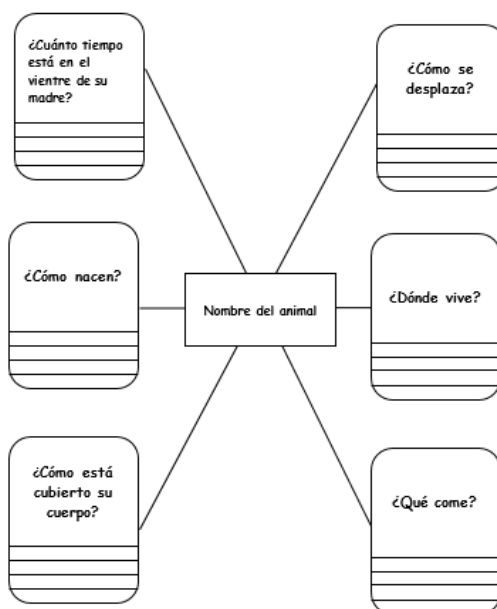 ¿Cuánto tiempo
está en el
vientre de su
madre?
¿Cómo se
desplaza?
¿Cómo nacen?
Nombre del animal
¿Dónde vive?
¿Cómo está
cubierto su
cuerpo?
¿Qué come?